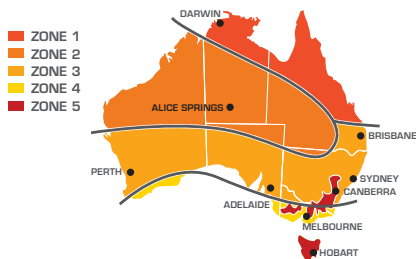 DARWIN
ZONE 1
ZONE 2
ZONE 3
ZONE 4
ZONE 5
ALICE SPRINGS
BRISBANE
PERTH
SYDNEY
CANBERRA
ADELAIDE
MELBOURNE
HOBART